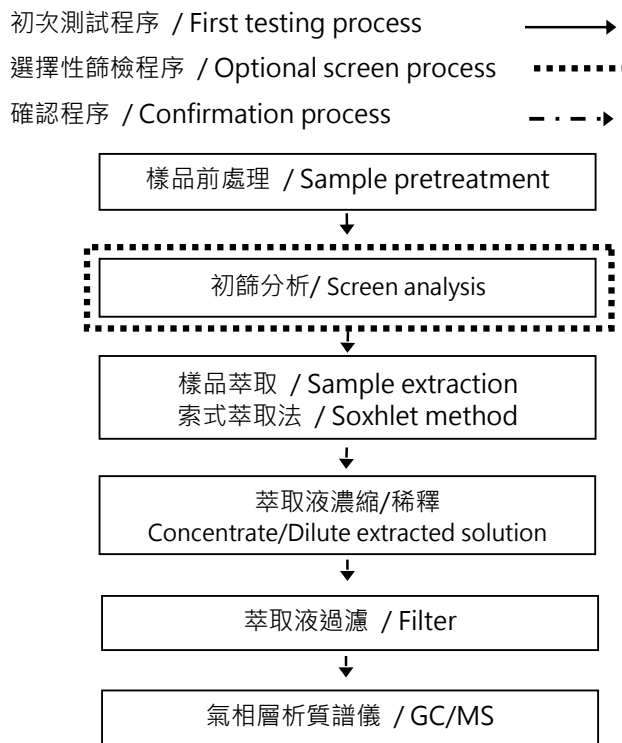 初次測試程序 / First testing process
選擇性篩檢程序 / Optional screen process
確認程序 / Confirmation process
樣品前處理 / Sample pretreatment
初篩分析/ Screen analysis
樣品萃取 / Sample extraction
索式萃取法 / Soxhlet method
萃取液濃縮/稀釋
Concentrate/Dilute extracted solution
萃取液過濾 / Filter
氣相層析質譜儀 / GC/MS